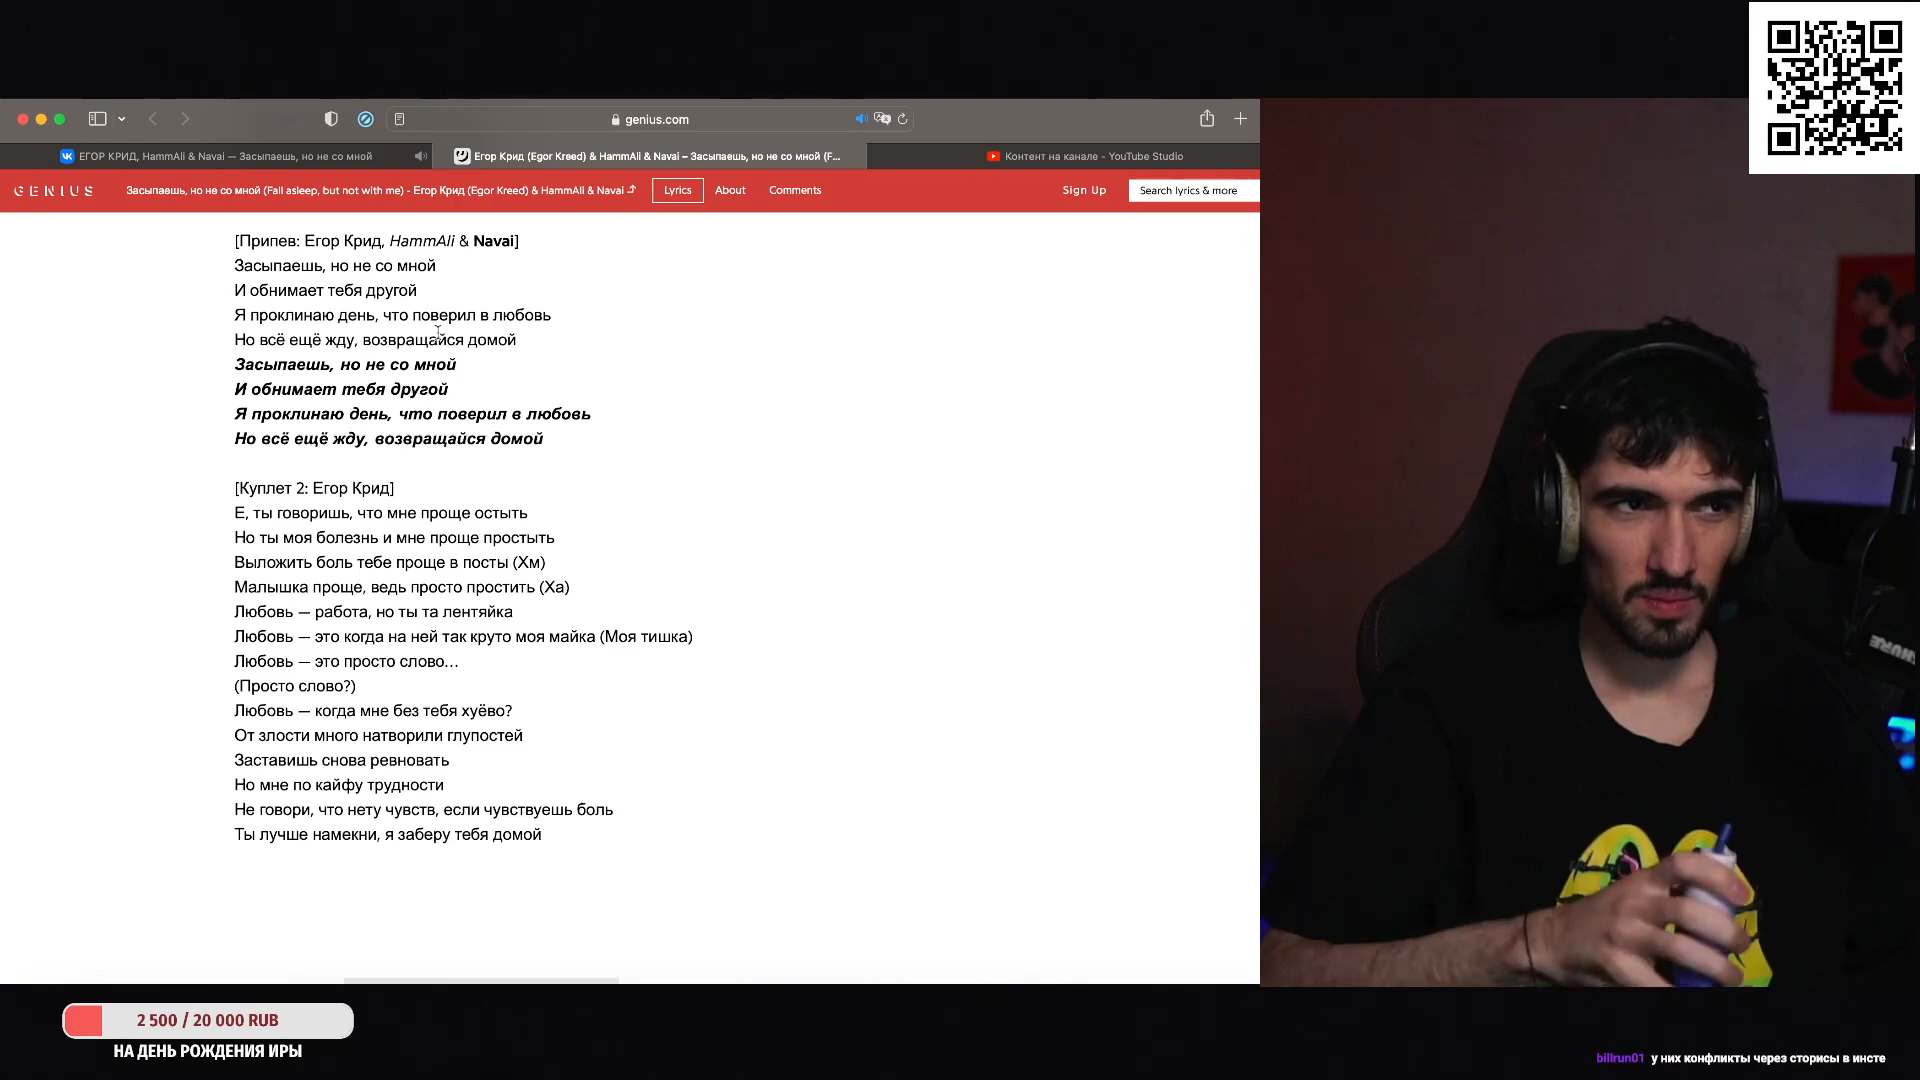 genius.com
ЕГОР КРИД, HammAli & Navai — Засыпаешь, но не со мной
Егор Крид (Egor Kreed) & HammAli & Navai – Засыпаешь, но не со мной (F...
Контент на канале - YouTube Studio
GENIUS
Засыпаешь, но не со мной (Fall asleep, but not with me) - Егор Крид (Egor Kreed) & HammAli & Navai
Lyrics
About
Comments
Sign Up
Search lyrics & more
[Припев: Егор Крид, HammAli & Navai]
Засыпаешь, но не со мной
И обнимает тебя другой
Я проклинаю день, что поверил в любовь
Но всё ещё жду, возвращайся домой
Засыпаешь, но не со мной
И обнимает тебя другой
Я проклинаю день, что поверил в любовь
Но всё ещё жду, возвращайся домой
[Куплет 2: Егор Крид]
Е, ты говоришь, что мне проще остыть
Но ты моя болезнь и мне проще простыть
Выложить боль тебе проще в посты (Хм)
Малышка проще, ведь просто простить (Ха)
Любовь — работа, но ты та лентяйка
Любовь — это когда на ней так круто моя майка (Моя тишка)
Любовь — это просто слово...
(Просто слово?)
Любовь — когда мне без тебя хуёво?
От злости много натворили глупостей
Заставишь снова ревновать
Но мне по кайфу трудности
Не говори, что нету чувств, если чувствуешь боль
Ты лучше намекни, я заберу тебя домой
SHURE
2 500 / 20 000 RUB
НА ДЕНЬ РОЖДЕНИЯ ИРЫ
billrun01 у них конфликты через сторисы в инсте